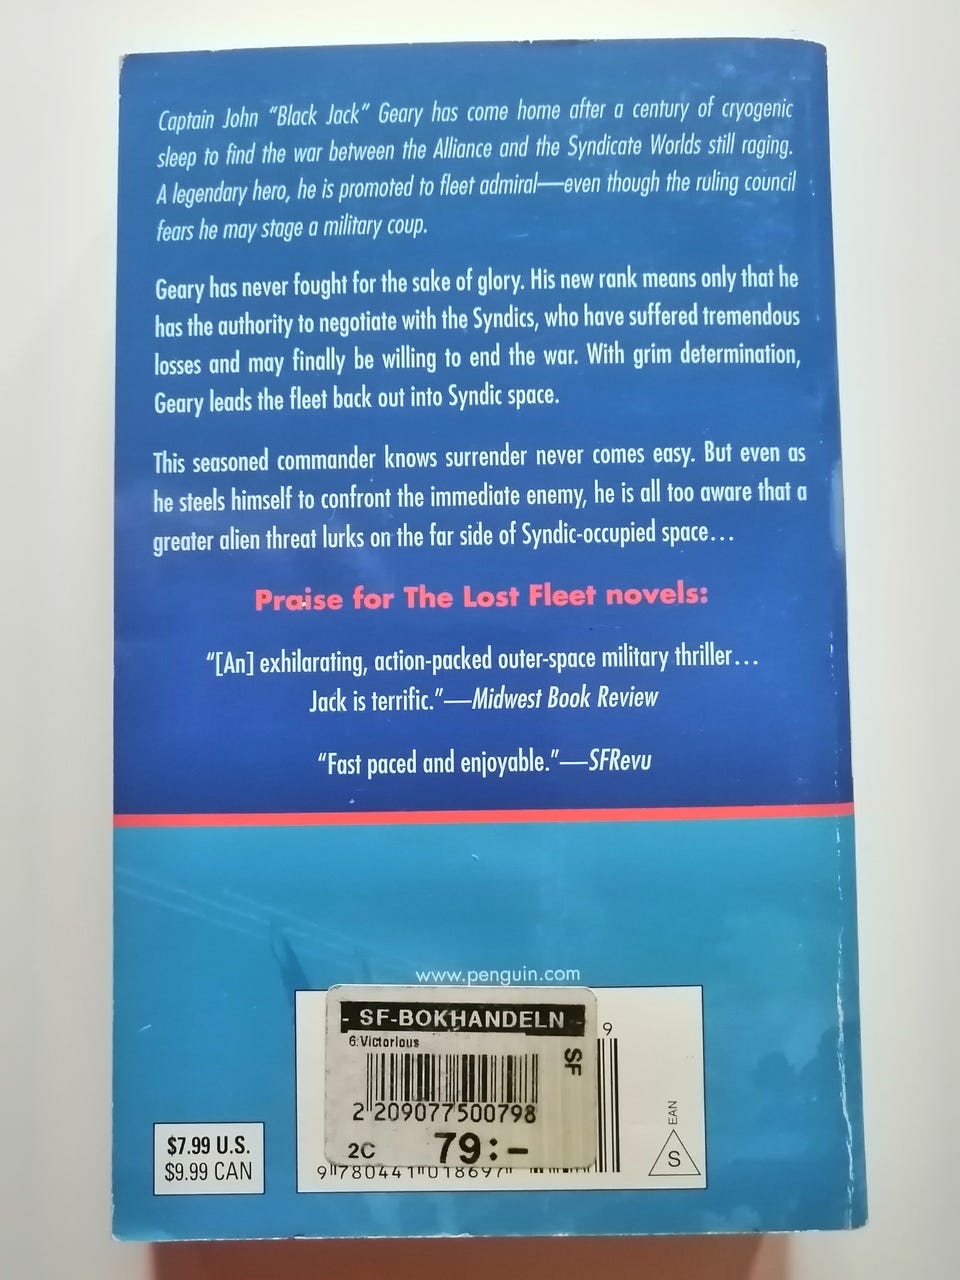 Captain John “Black Jack” Geary has come home after a century of cryogenic
sleep to find the war between the Alliance and the Syndicate Worlds still raging.
A legendary hero, he is promoted to fleet admiral—even though the ruling council
fears he may stage a military coup.
Geary has never fought for the sake of glory. His new rank means only that he
has the authority to negotiate with the Syndics, who have suffered tremendous
losses and may finally be willing to end the war. With grim determination,
Geary leads the fleet back out into Syndic space.
This seasoned commander knows surrender never comes easy. But even as
he steels himself to confront the immediate enemy, he is all too aware that a
greater alien threat lurks on the far side of Syndic-occupied space…
Praise for The Lost Fleet novels:
“[An] exhilarating, action-packed outer-space military thriller…
Jack is terrific.”—Midwest Book Review
“Fast paced and enjoyable.”—SFRevu
www.penguin.com
- SF-BOKHANDELN -
6:Victorious
SF
2 209077500798
2C 79:-
9
9 780441 018697
EAN
S
$7.99 U.S.
$9.99 CAN